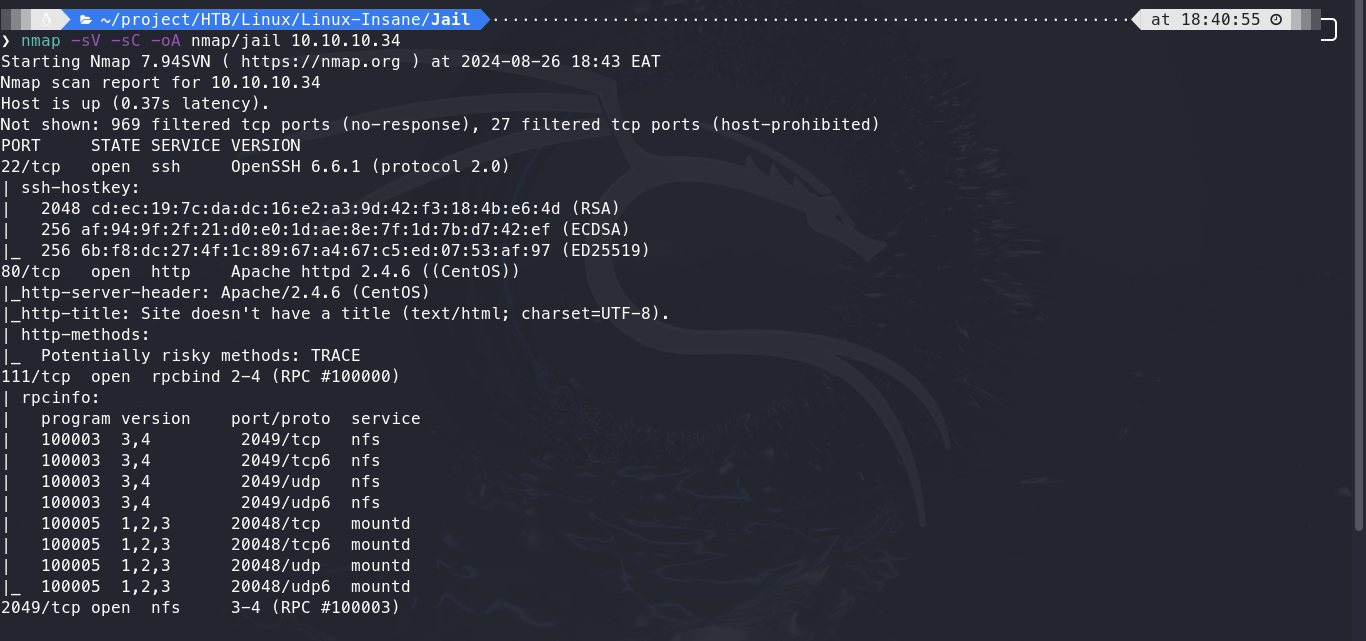 ~/project/HTB/Linux/Linux-Insane/Jail at 18:40:55
❯ nmap -sV -sC -oA nmap/jail 10.10.10.34
Starting Nmap 7.94SVN ( https://nmap.org ) at 2024-08-26 18:43 EAT
Nmap scan report for 10.10.10.34
Host is up (0.37s latency).
Not shown: 969 filtered tcp ports (no-response), 27 filtered tcp ports (host-prohibited)
PORT     STATE SERVICE VERSION
22/tcp   open  ssh     OpenSSH 6.6.1 (protocol 2.0)
| ssh-hostkey:
|   2048 cd:ec:19:7c:da:dc:16:e2:a3:9d:42:f3:18:4b:e6:4d (RSA)
|   256 af:94:9f:2f:21:d0:e0:1d:ae:8e:7f:1d:7b:d7:42:ef (ECDSA)
|_  256 6b:f8:dc:27:4f:1c:89:67:a4:67:c5:ed:07:53:af:97 (ED25519)
80/tcp   open  http    Apache httpd 2.4.6 ((CentOS))
|_http-server-header: Apache/2.4.6 (CentOS)
|_http-title: Site doesn't have a title (text/html; charset=UTF-8).
| http-methods:
|_  Potentially risky methods: TRACE
111/tcp  open  rpcbind 2-4 (RPC #100000)
| rpcinfo:
|   program version    port/proto  service
|   100003  3,4         2049/tcp   nfs
|   100003  3,4         2049/tcp6  nfs
|   100003  3,4         2049/udp   nfs
|   100003  3,4         2049/udp6  nfs
|   100005  1,2,3      20048/tcp   mountd
|   100005  1,2,3      20048/tcp6  mountd
|   100005  1,2,3      20048/udp   mountd
|_  100005  1,2,3      20048/udp6  mountd
2049/tcp open  nfs     3-4 (RPC #100003)